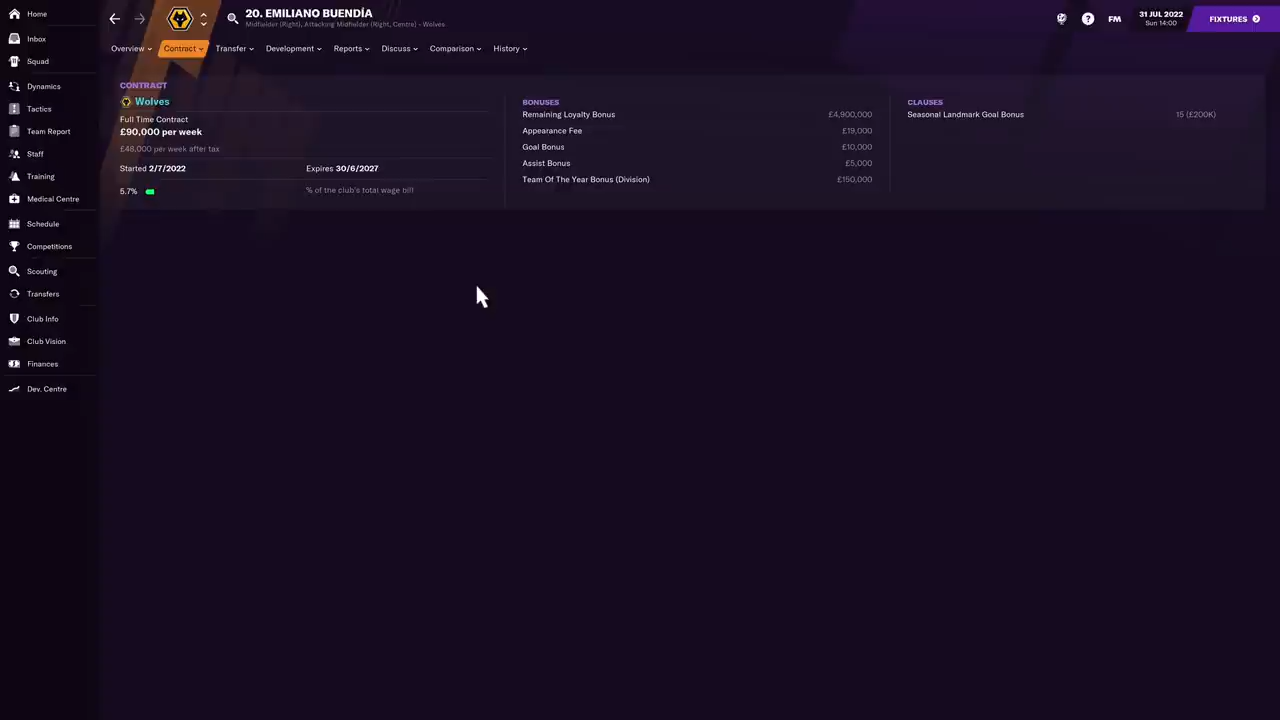 Home
Inbox
Squad
Dynamics
Tactics
Team Report
Staff
Training
Medical Centre
Schedule
Competitions
Scouting
Transfers
Club Info
Club Vision
Finances
Dev. Centre
20. EMILIANO BUENDÍA
Midfielder (Right), Attacking Midfielder (Right, Centre) - Wolves
FM
31 JUL 2022
Sun 14:00
FIXTURES
Overview
Contract
Transfer
Development
Reports
Discuss
Comparison
History
CONTRACT
Wolves
Full Time Contract
£90,000 per week
£48,000 per week after tax
Started 2/7/2022 Expires 30/6/2027
5.7% % of the club's total wage bill
BONUSES
Remaining Loyalty Bonus £4,900,000
Appearance Fee £19,000
Goal Bonus £10,000
Assist Bonus £5,000
Team Of The Year Bonus (Division) £150,000
CLAUSES
Seasonal Landmark Goal Bonus 15 (£200K)